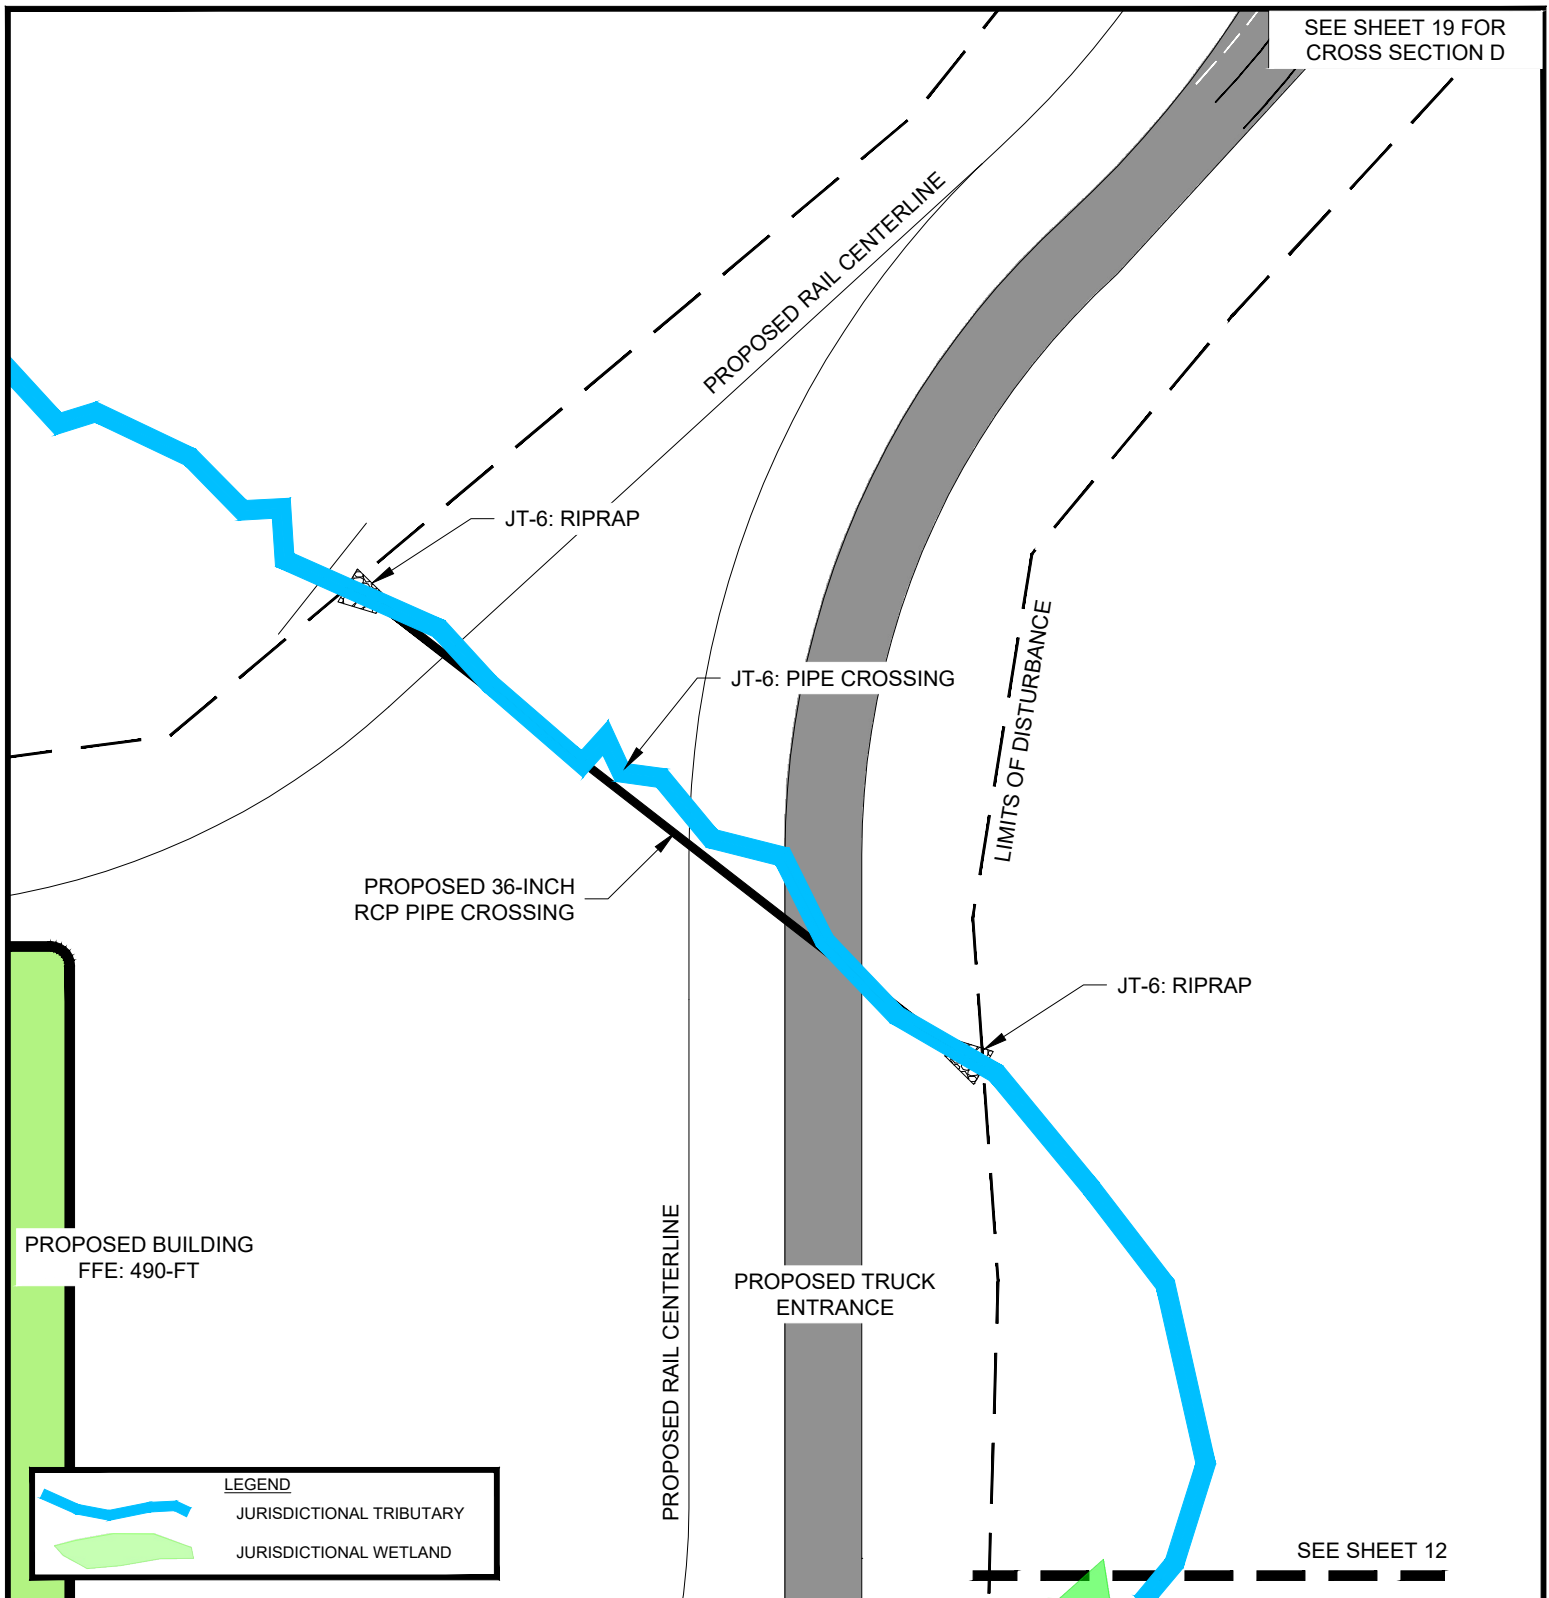 SEE SHEET 19 FOR
CROSS SECTION D
PROPOSED RAIL CENTERLINE
JT-6: RIPRAP
JT-6: PIPE CROSSING
LIMITS OF DISTURBANCE
PROPOSED 36-INCH
RCP PIPE CROSSING
JT-6: RIPRAP
PROPOSED BUILDING
FFE: 490-FT
PROPOSED RAIL CENTERLINE
PROPOSED TRUCK
ENTRANCE
LEGEND
JURISDICTIONAL TRIBUTARY
JURISDICTIONAL WETLAND
SEE SHEET 12